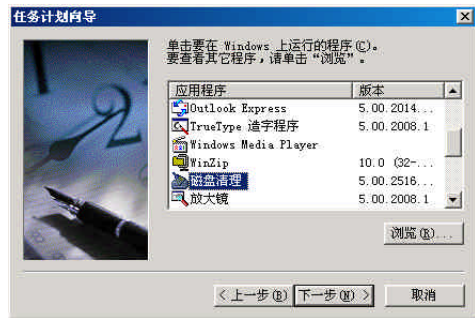 任务计划向导
单击要在 Windows 上运行的程序(C)。
要查看其它程序，请单击“浏览”。
应用程序 版本
Outlook Express 5.00.2014...
TrueType 造字程序 5.00.2008.1
Windows Media Player
WinZip 10.0 (32-...
磁盘清理 5.00.2516...
放大镜 5.00.2008.1
浏览(R)...
<上一步(B) 下一步(N)> 取消